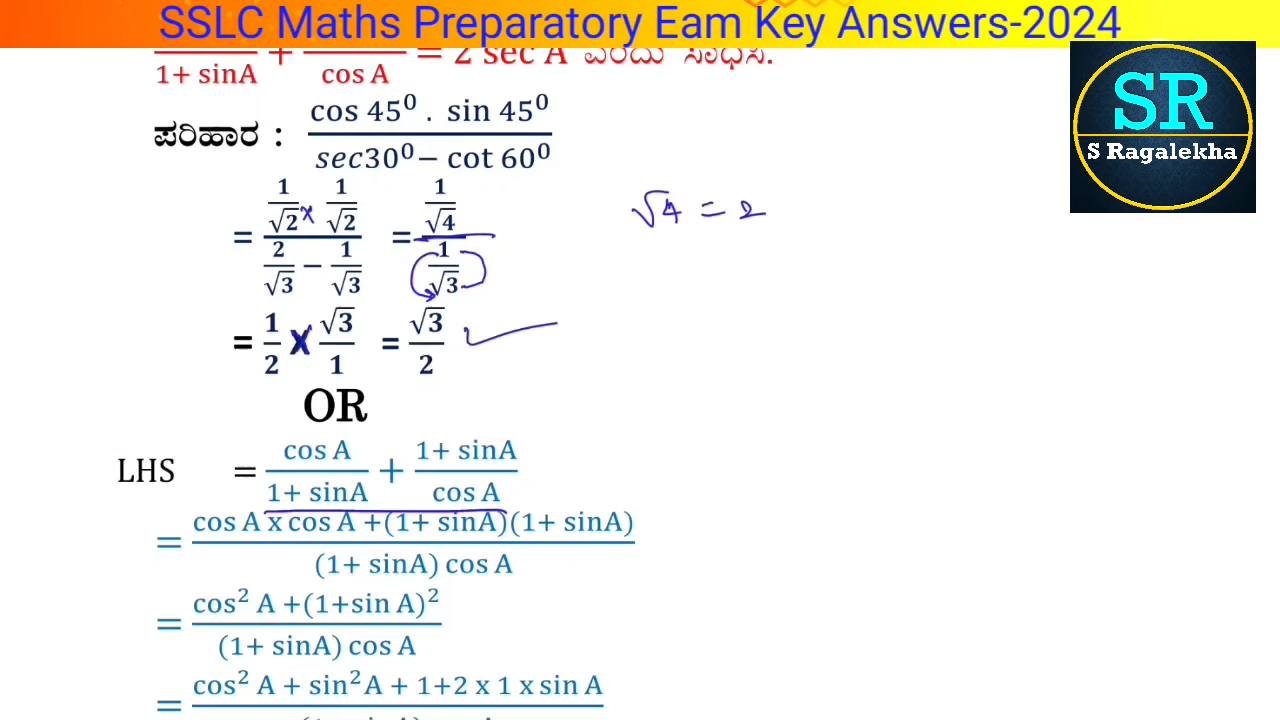 SSLC Maths Preparatory Eam Key Answers-2024
1+ sinA + cos A = 2 sec A ಎಂದು ಸಾಧಿಸಿ.
SR
S Ragalekha
ಪರಿಹಾರ : cos 45⁰ . sin 45⁰ / sec30⁰ − cot 60⁰
= (1/√2 x 1/√2) / (2/√3 − 1/√3) = (1/√4) / (1/√3)
√4 = 2
= 1/2 X √3/1 = √3/2
OR
LHS = cos A / 1+ sinA + 1+ sinA / cos A
= cos A x cos A +(1+ sinA)(1+ sinA) / (1+ sinA) cos A
= cos² A +(1+sin A)² / (1+ sinA) cos A
= cos² A + sin²A + 1+2 x 1 x sin A